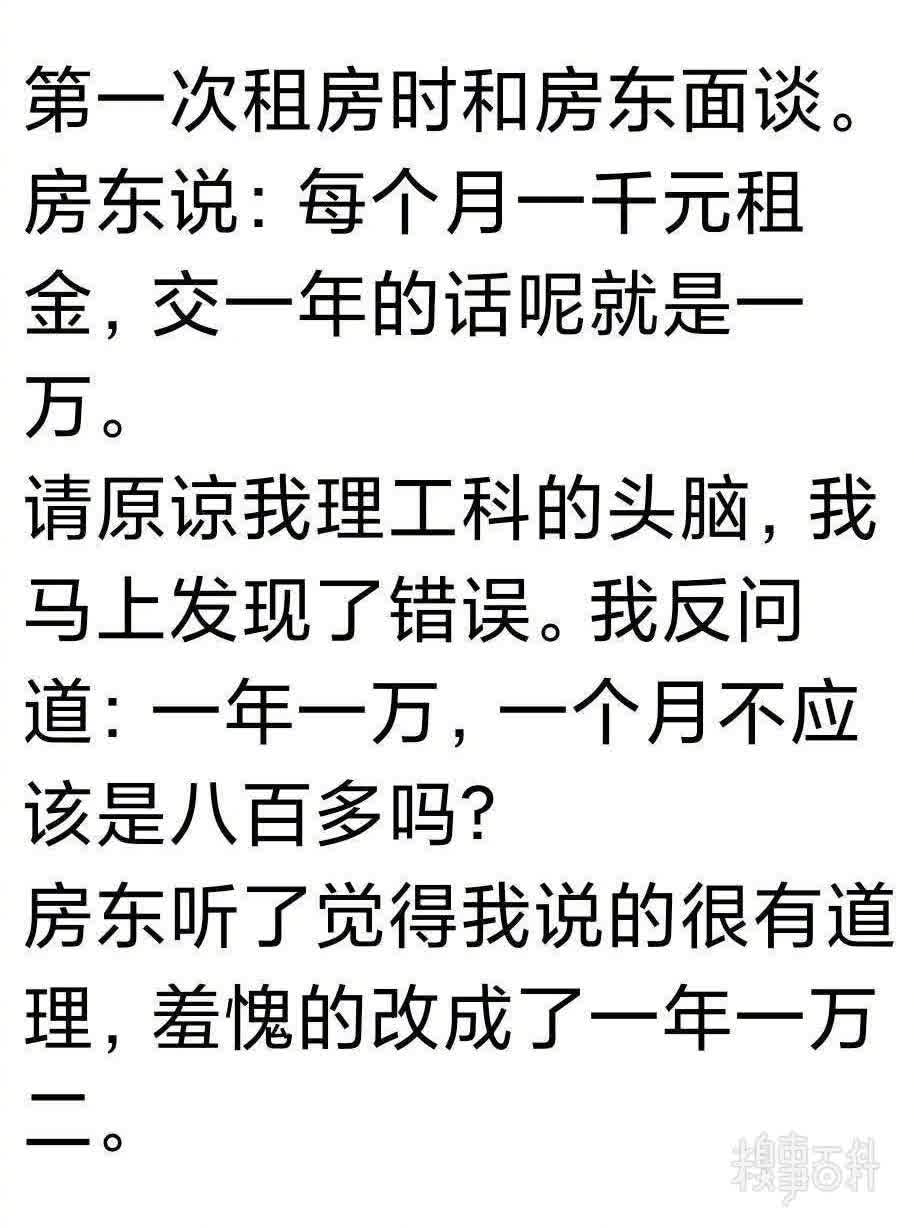 第一次租房时和房东面谈。
房东说：每个月一千元租
金，交一年的话呢就是一
万。
请原谅我理工科的头脑，我
马上发现了错误。我反问
道：一年一万，一个月不应
该是八百多吗?
房东听了觉得我说的很有道
理，羞愧的改成了一年一万
二。
糗事百科